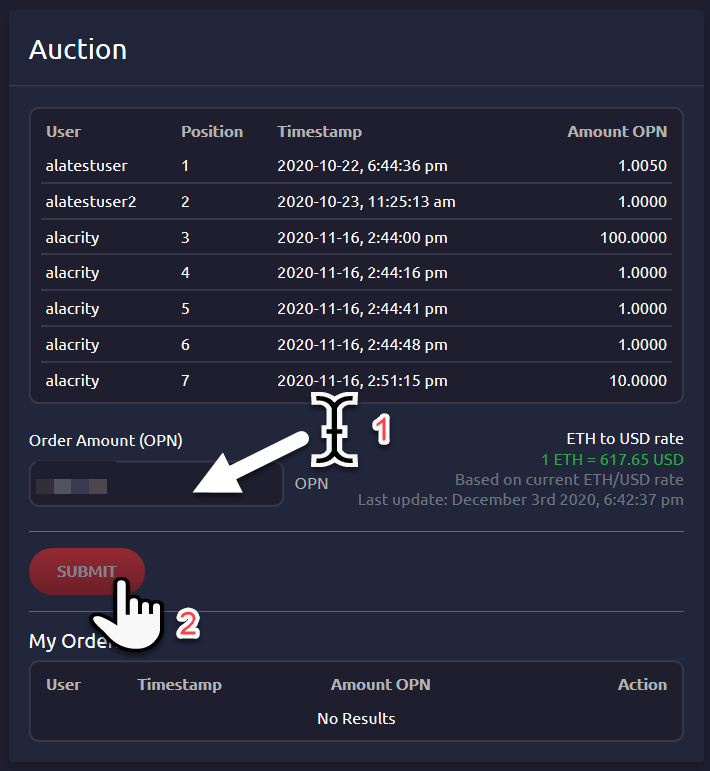 Auction
User Position Timestamp Amount OPN
alatestuser 1 2020-10-22, 6:44:36 pm 1.0050
alatestuser2 2 2020-10-23, 11:25:13 am 1.0000
alacrity 3 2020-11-16, 2:44:00 pm 100.0000
alacrity 4 2020-11-16, 2:44:16 pm 1.0000
alacrity 5 2020-11-16, 2:44:41 pm 1.0000
alacrity 6 2020-11-16, 2:44:48 pm 1.0000
alacrity 7 2020-11-16, 2:51:15 pm 10.0000
1
Order Amount (OPN)
OPN
ETH to USD rate
1 ETH = 617.65 USD
Based on current ETH/USD rate
Last update: December 3rd 2020, 6:42:37 pm
SUBMIT
2
My Order
User Timestamp Amount OPN Action
No Results